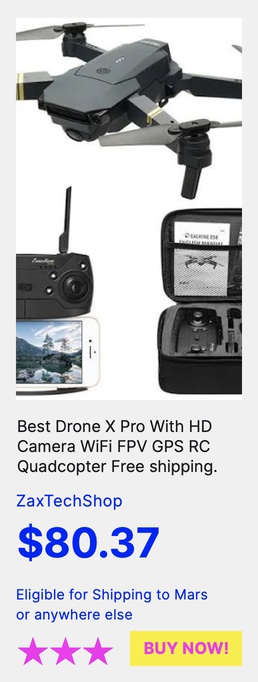 EACHINE E58
ENGLISH MANUAL
Best Drone X Pro With HD
Camera WiFi FPV GPS RC
Quadcopter Free shipping.
ZaxTechShop
$80.37
Eligible for Shipping to Mars
or anywhere else
BUY NOW!